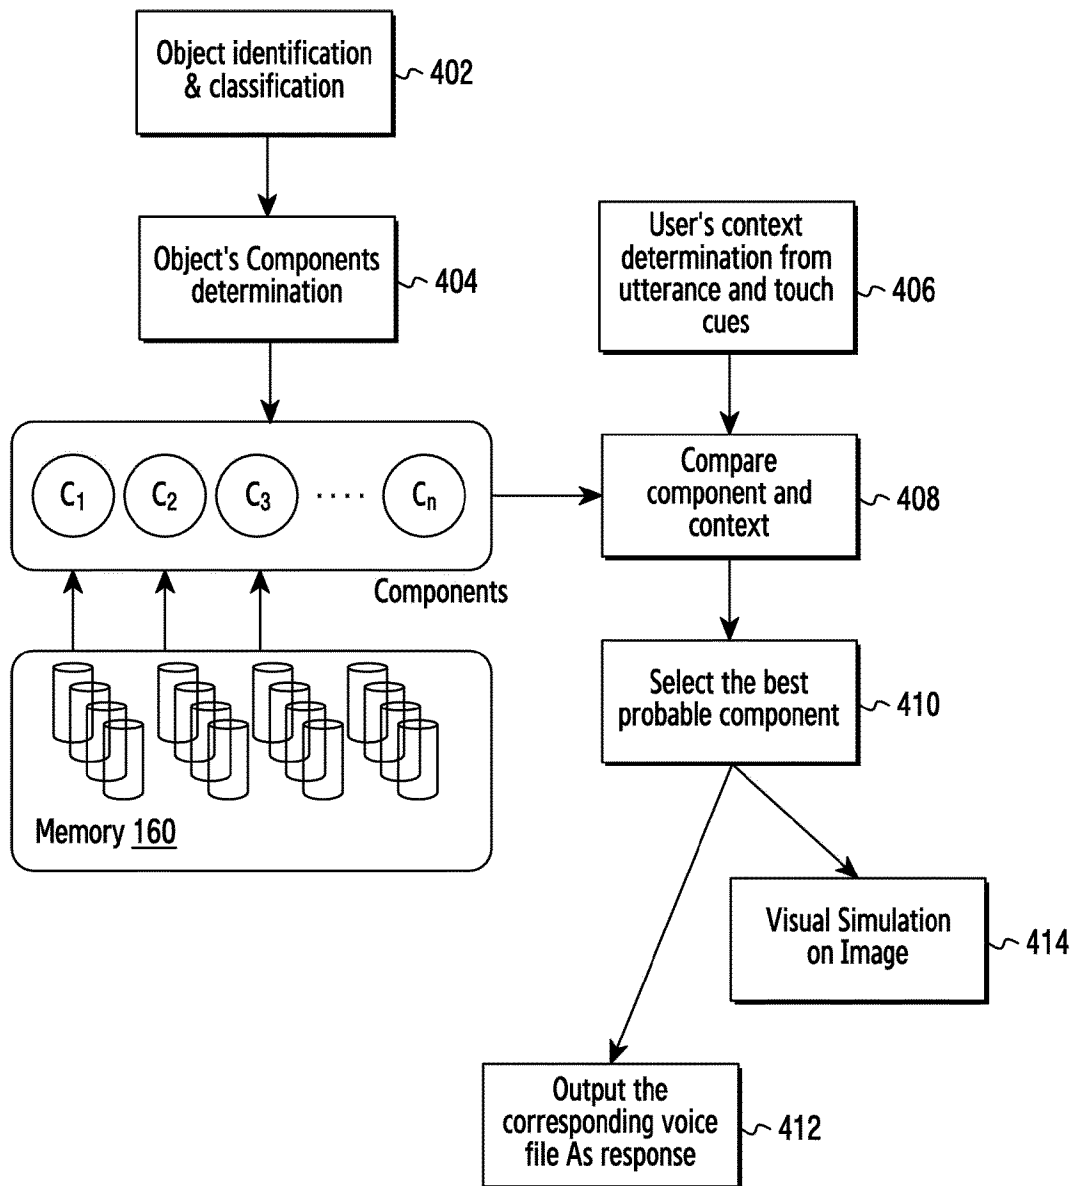 Object identification
& classification
402
Object's Components
determination
404
User's context
determination from
utterance and touch
cues
406
C1 C2 C3 .... Cn
Components
Compare
component and
context
408
Memory 160
Select the best
probable component
410
Visual Simulation
on Image
414
Output the
corresponding voice
file As response
412